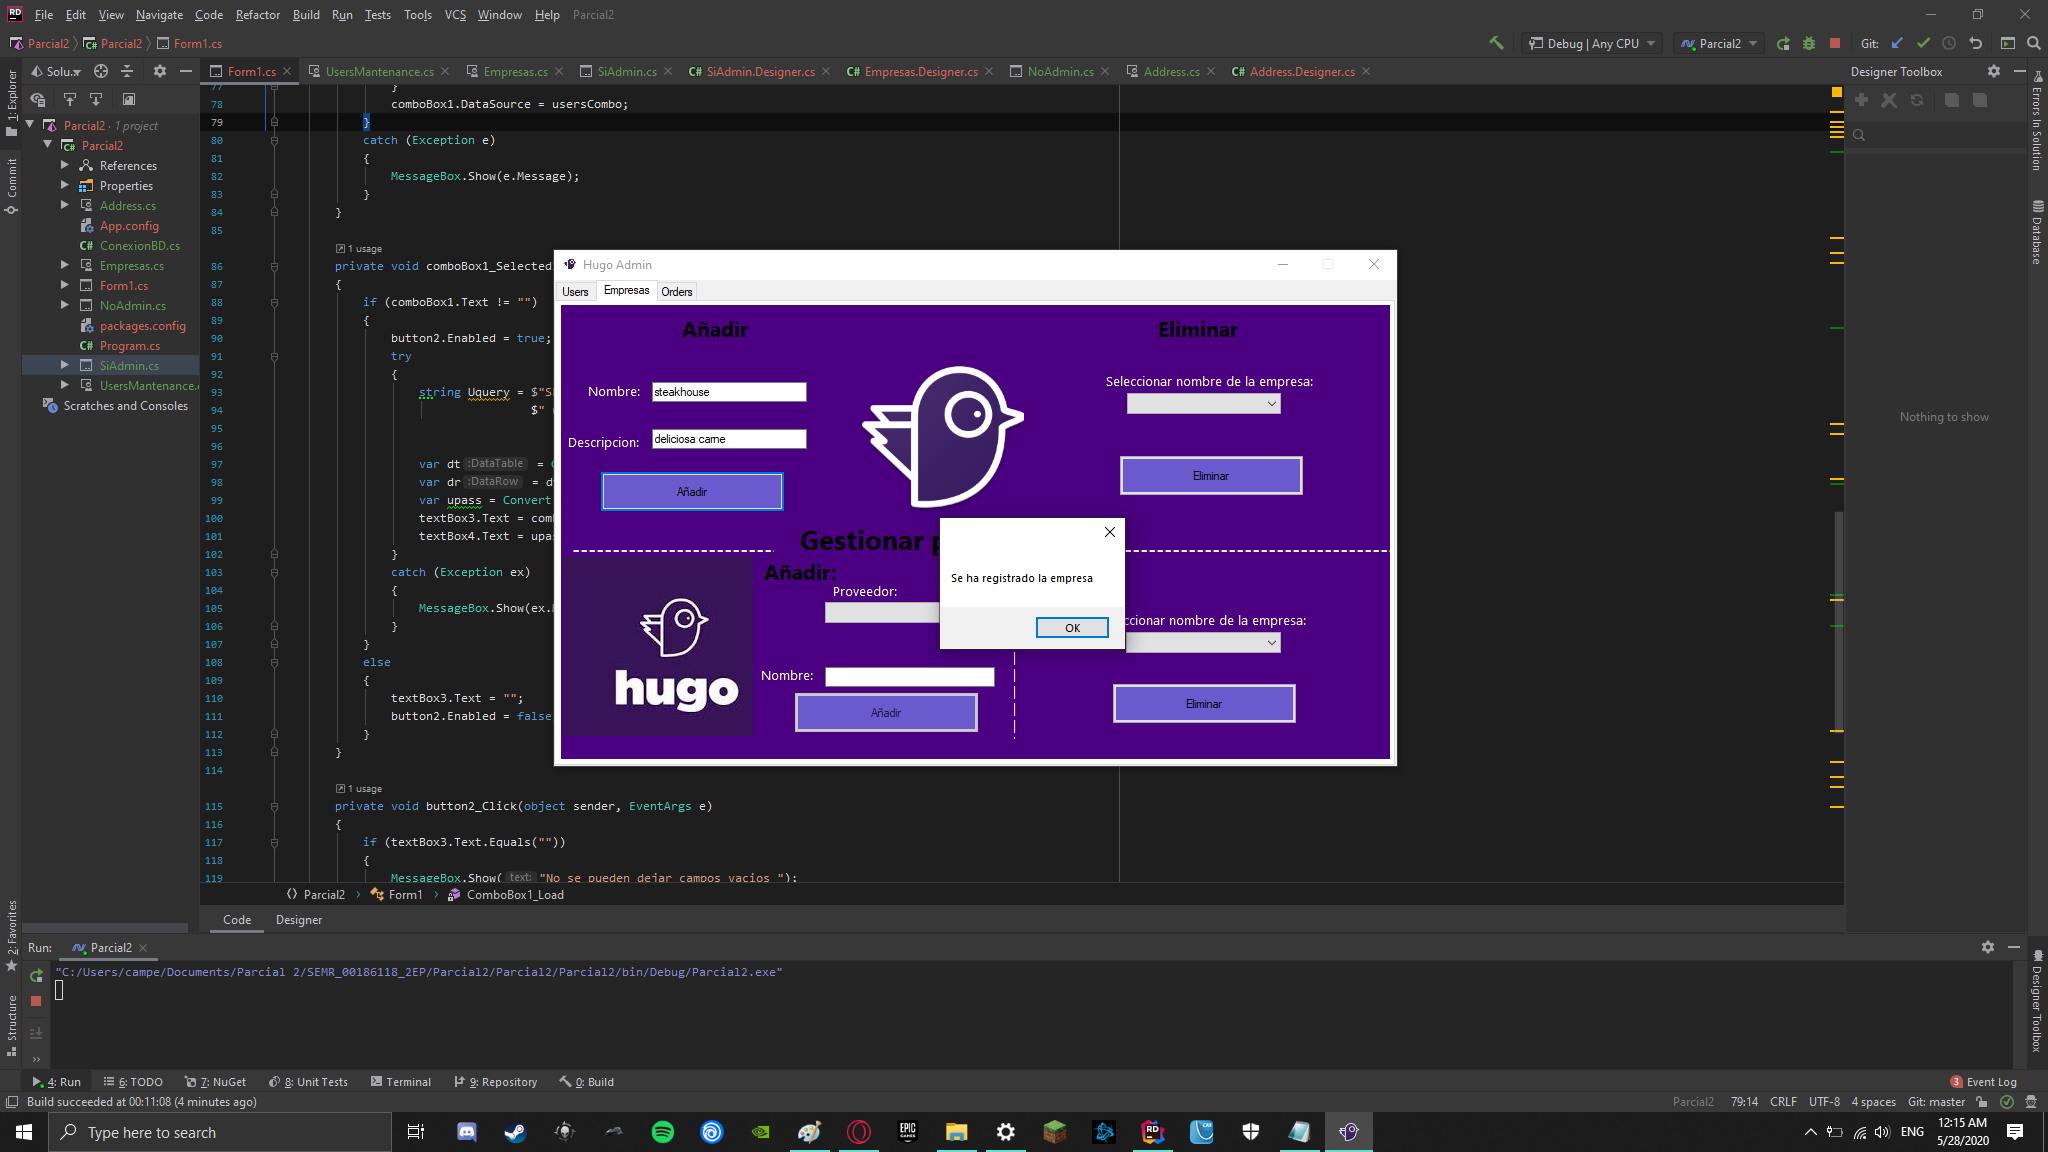 File Edit View Navigate Code Refactor Build Run Tests Tools VCS Window Help Parcial2
Parcial2 Parcial2 Form1.cs
Debug | Any CPU Parcial2 Git:
Solu...
Form1.cs UsersMantenance.cs Empresas.cs SiAdmin.cs SiAdmin.Designer.cs Empresas.Designer.cs NoAdmin.cs Address.cs Address.Designer.cs
Designer Toolbox
1: Explorer
Commit
2: Favorites
Structure
Parcial2 · 1 project
Parcial2
References
Properties
Address.cs
App.config
ConexionBD.cs
Empresas.cs
Form1.cs
NoAdmin.cs
packages.config
Program.cs
SiAdmin.cs
UsersMantenance.
Scratches and Consoles
77 }
78 comboBox1.DataSource = usersCombo;
79 }
80 catch (Exception e)
81 {
82 MessageBox.Show(e.Message);
83 }
84 }
85
1 usage
86 private void comboBox1_Selected
87 {
88 if (comboBox1.Text != "")
89 {
90 button2.Enabled = true;
91 try
92 {
93 string Uquery = $"S
94 $"
95
96
97 var dt :DataTable =
98 var dr :DataRow = d
99 var upass = Convert
100 textBox3.Text = com
101 textBox4.Text = upa
102 }
103 catch (Exception ex)
104 {
105 MessageBox.Show(ex.
106 }
107 }
108 else
109 {
110 textBox3.Text = "";
111 button2.Enabled = false
112 }
113 }
114
1 usage
115 private void button2_Click(object sender, EventArgs e)
116 {
117 if (textBox3.Text.Equals(""))
118 {
119 MessageBox.Show( text: "No se pueden dejar campos vacios ");
Parcial2 Form1 ComboBox1_Load
Code Designer
Hugo Admin
Users Empresas Orders
Añadir
Nombre: steakhouse
Descripcion: deliciosa carne
Añadir
Eliminar
Seleccionar nombre de la empresa:
Eliminar
Gestionar p
Añadir:
Proveedor:
Nombre:
Añadir
hugo
ccionar nombre de la empresa:
Eliminar
Se ha registrado la empresa
OK
Nothing to show
Errors In Solution
Database
Designer Toolbox
Run: Parcial2
"C:/Users/campe/Documents/Parcial 2/SEMR_00186118_2EP/Parcial2/Parcial2/Parcial2/bin/Debug/Parcial2.exe"
4: Run 6: TODO 7: NuGet 8: Unit Tests Terminal 9: Repository 0: Build
3 Event Log
Build succeeded at 00:11:08 (4 minutes ago)
Parcial2 79:14 CRLF UTF-8 4 spaces Git: master
Type here to search
ENG
12:15 AM
5/28/2020